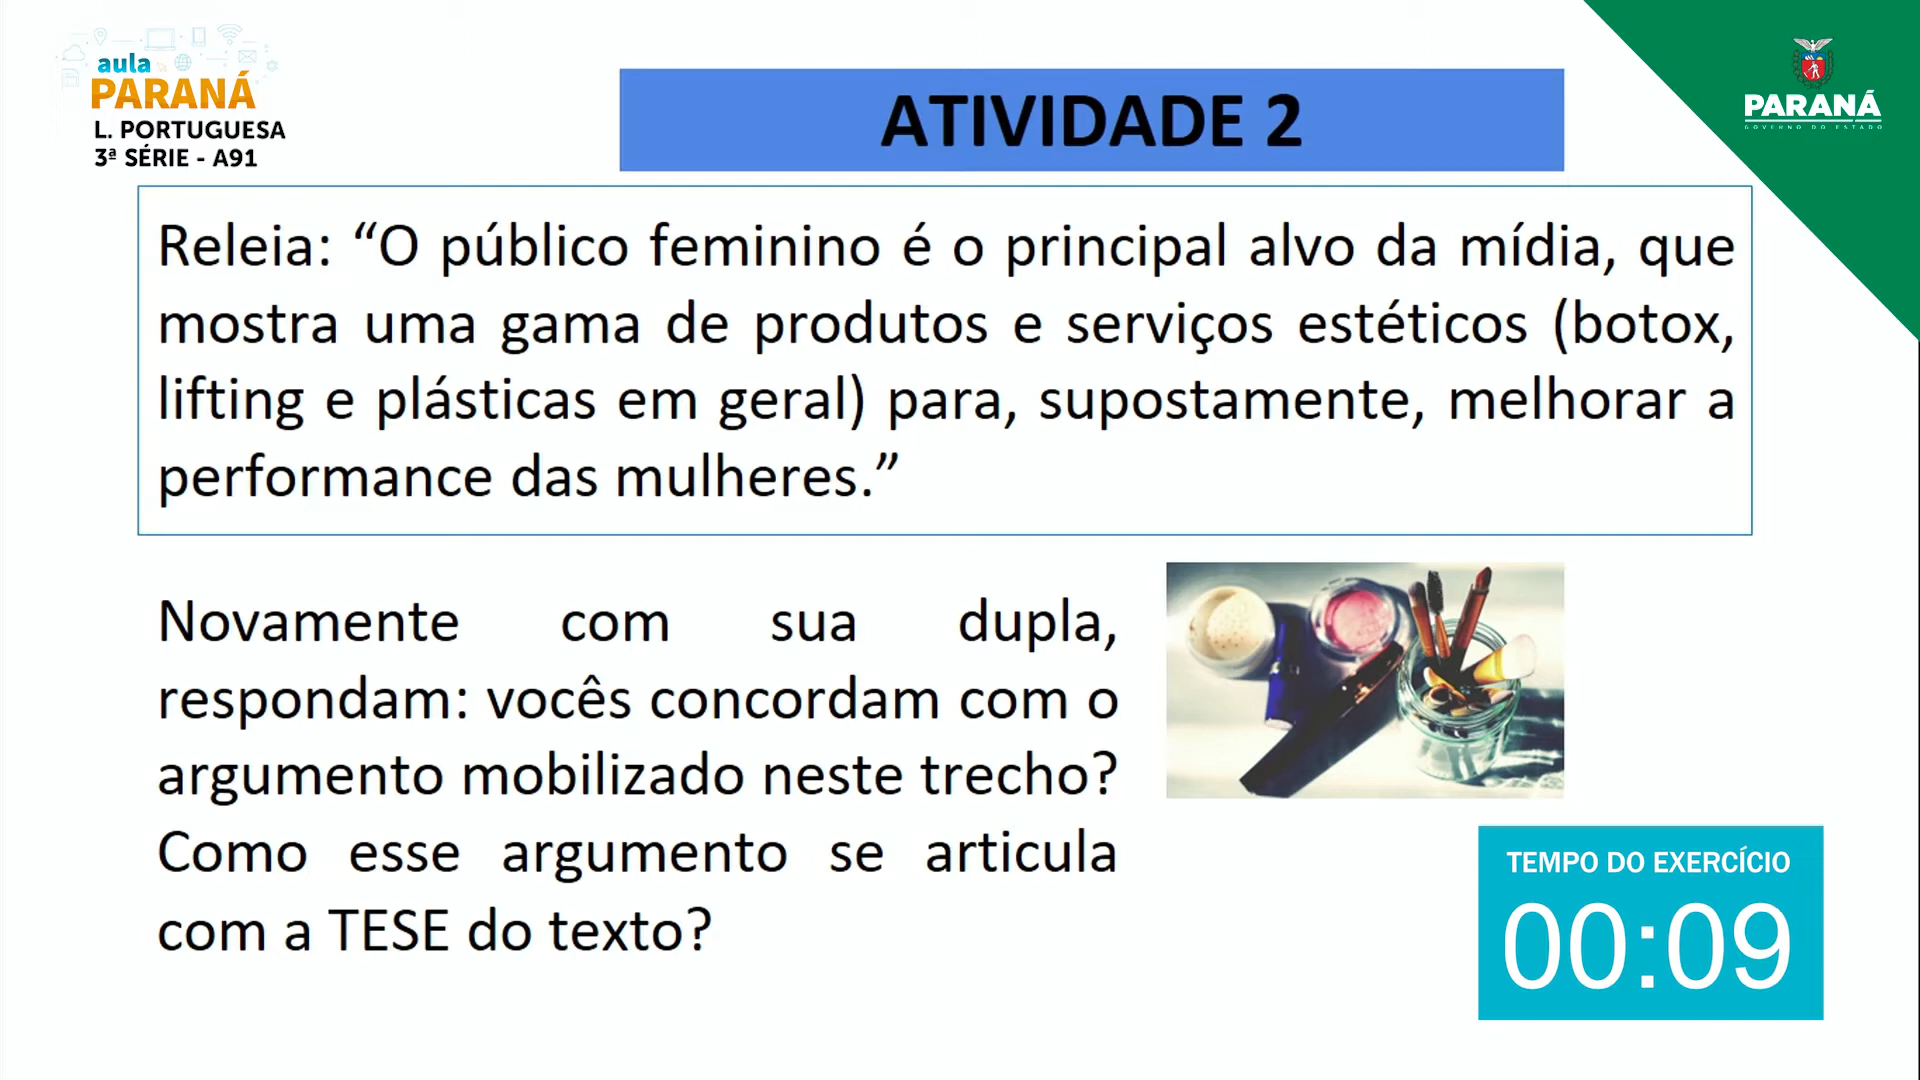 aula
PARANÁ
L. PORTUGUESA
3ª SÉRIE - A91
ATIVIDADE 2
PARANÁ
GOVERNO DO ESTADO
Releia: “O público feminino é o principal alvo da mídia, que
mostra uma gama de produtos e serviços estéticos (botox,
lifting e plásticas em geral) para, supostamente, melhorar a
performance das mulheres.”
Novamente com sua dupla,
respondam: vocês concordam com o
argumento mobilizado neste trecho?
Como esse argumento se articula
com a TESE do texto?
TEMPO DO EXERCÍCIO
00:09